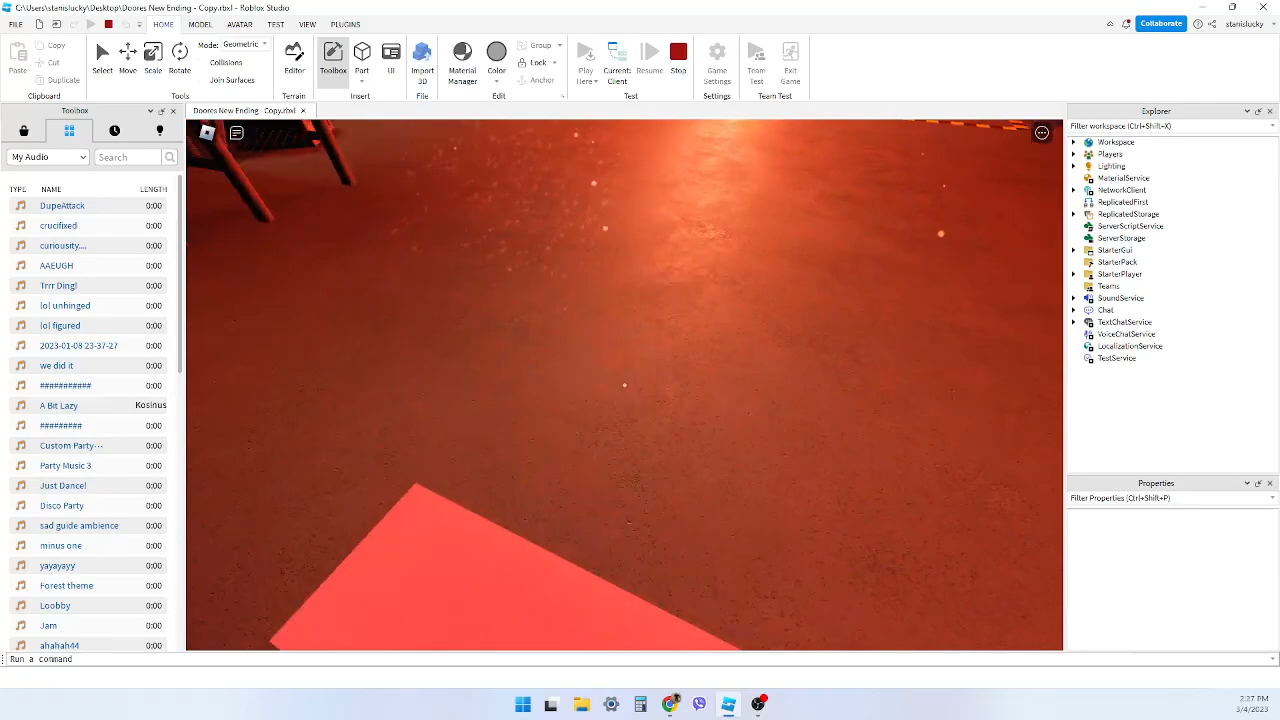 C:\Users\stanislucky\Desktop\Doores New Ending - Copy.rbxl - Roblox Studio
FILE HOME MODEL AVATAR TEST VIEW PLUGINS Collaborate stanislucky
Paste Copy Cut Duplicate Select Move Scale Rotate Mode: Geometric Collisions Join Surfaces Editor Toolbox Part UI Import 3D Material Manager Color Group Lock Anchor Play Here Current: Client Resume Stop Game Settings Team Test Exit Game
Clipboard Tools Terrain Insert File Edit Test Settings Team Test
Toolbox
Doores New Ending - Copy.rbxl
Explorer
Filter workspace (Ctrl+Shift+X)
My Audio Search
TYPE NAME LENGTH
DupeAttack 0:00
crucifixed 0:00
curiousity.... 0:00
AAEUGH 0:00
Trrr Ding! 0:00
lol unhinged 0:00
lol figured 0:00
2023-01-08 23-37-27 0:00
we did it 0:00
########### 0:00
A Bit Lazy Kosinus
######### 0:00
Custom Party··· 0:00
Party Music 3 0:00
Just Dance! 0:00
Disco Party 0:00
sad guide ambience 0:00
minus one 0:00
yayayayy 0:00
Forest theme 0:00
Loobby 0:00
Jam 0:00
ahahah44 0:00
Workspace
Players
Lighting
MaterialService
NetworkClient
ReplicatedFirst
ReplicatedStorage
ServerScriptService
ServerStorage
StarterGui
StarterPack
StarterPlayer
Teams
SoundService
Chat
TextChatService
VoiceChatService
LocalizationService
TestService
Properties
Filter Properties (Ctrl+Shift+P)
Run a command
2:27 PM
3/4/2023